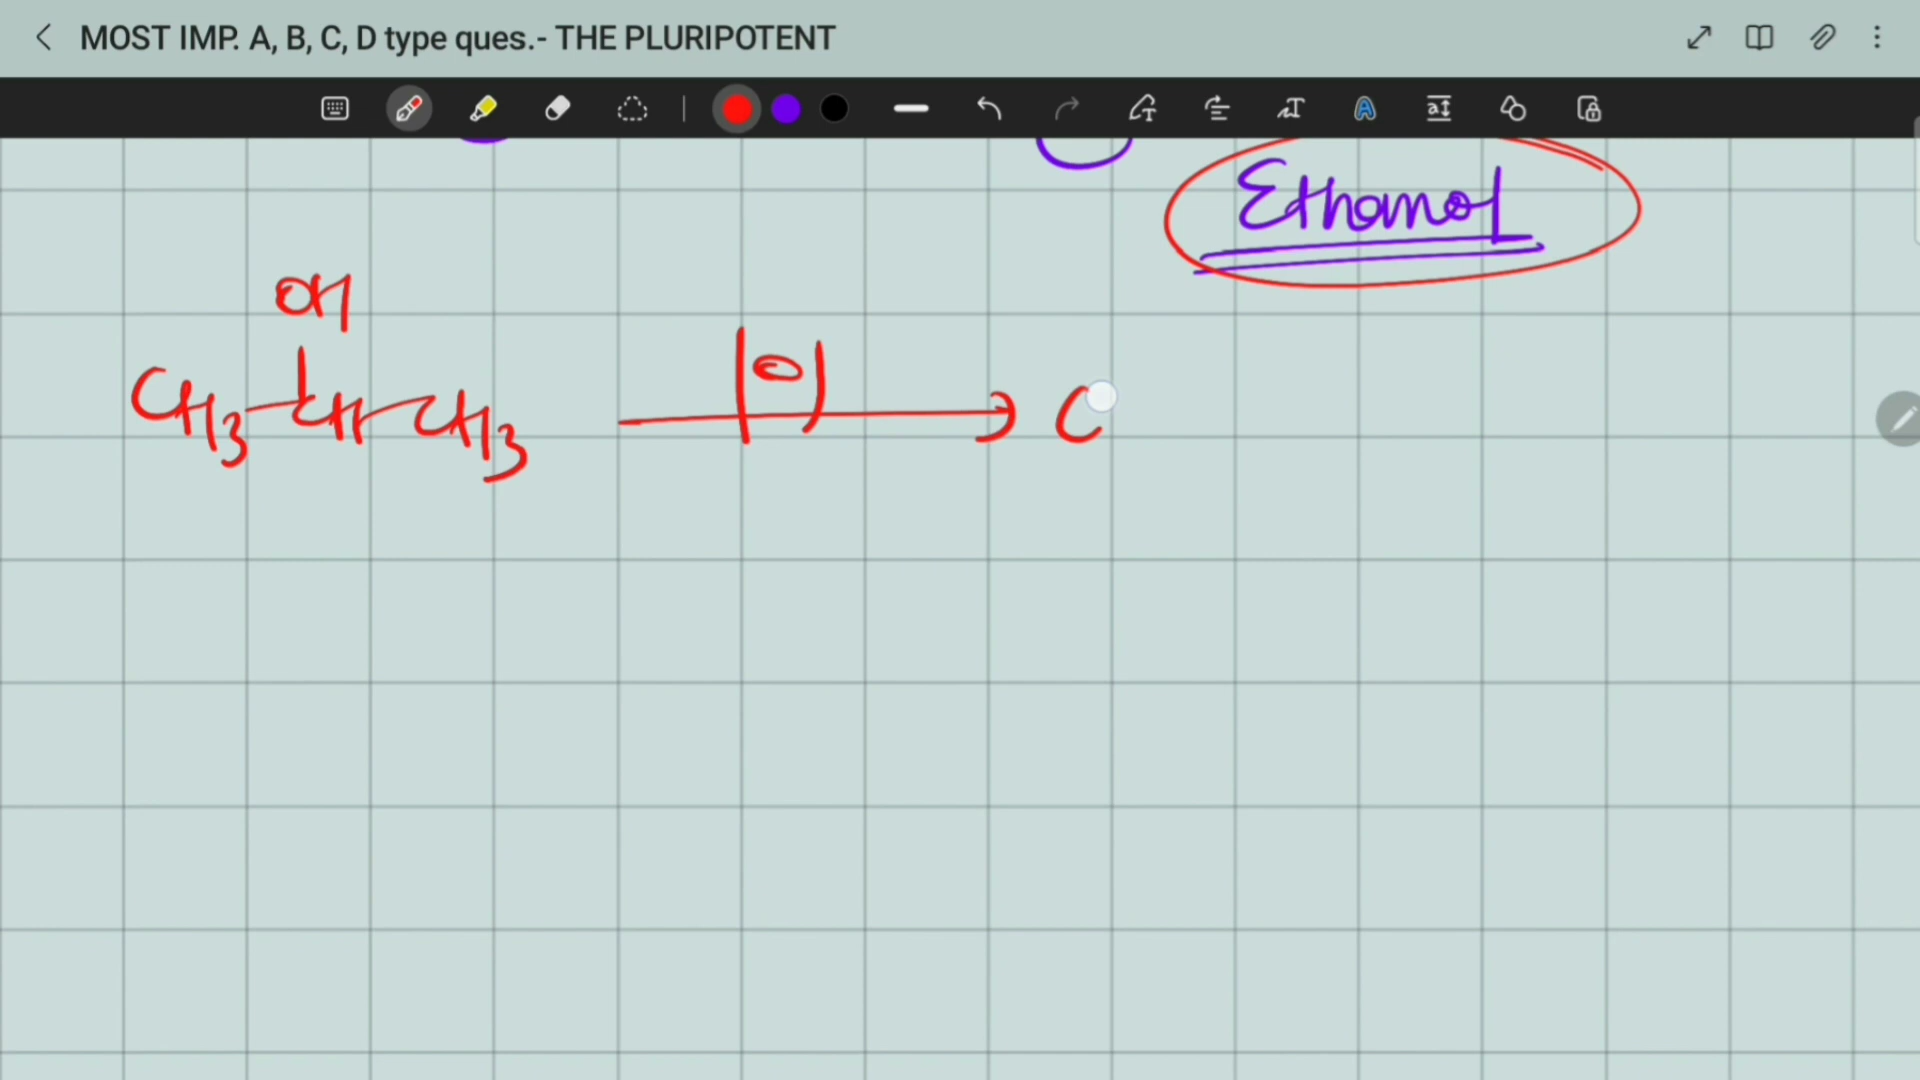 MOST IMP. A, B, C, D type ques.- THE PLURIPOTENT
Ethanol
OH
CH3-CH-CH3 |O| C